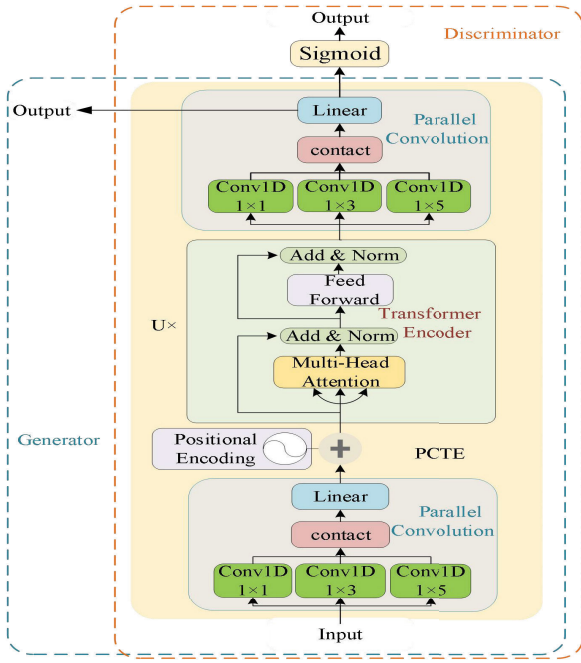 Output
Discriminator
Sigmoid
Output
Linear
Parallel
Convolution
contact
Conv1D
1×1
Conv1D
1×3
Conv1D
1×5
Add & Norm
Feed
Forward
U×
Transformer
Encoder
Add & Norm
Multi-Head
Attention
Generator
Positional
Encoding
+
PCTE
Linear
Parallel
Convolution
contact
Conv1D
1×1
Conv1D
1×3
Conv1D
1×5
Input